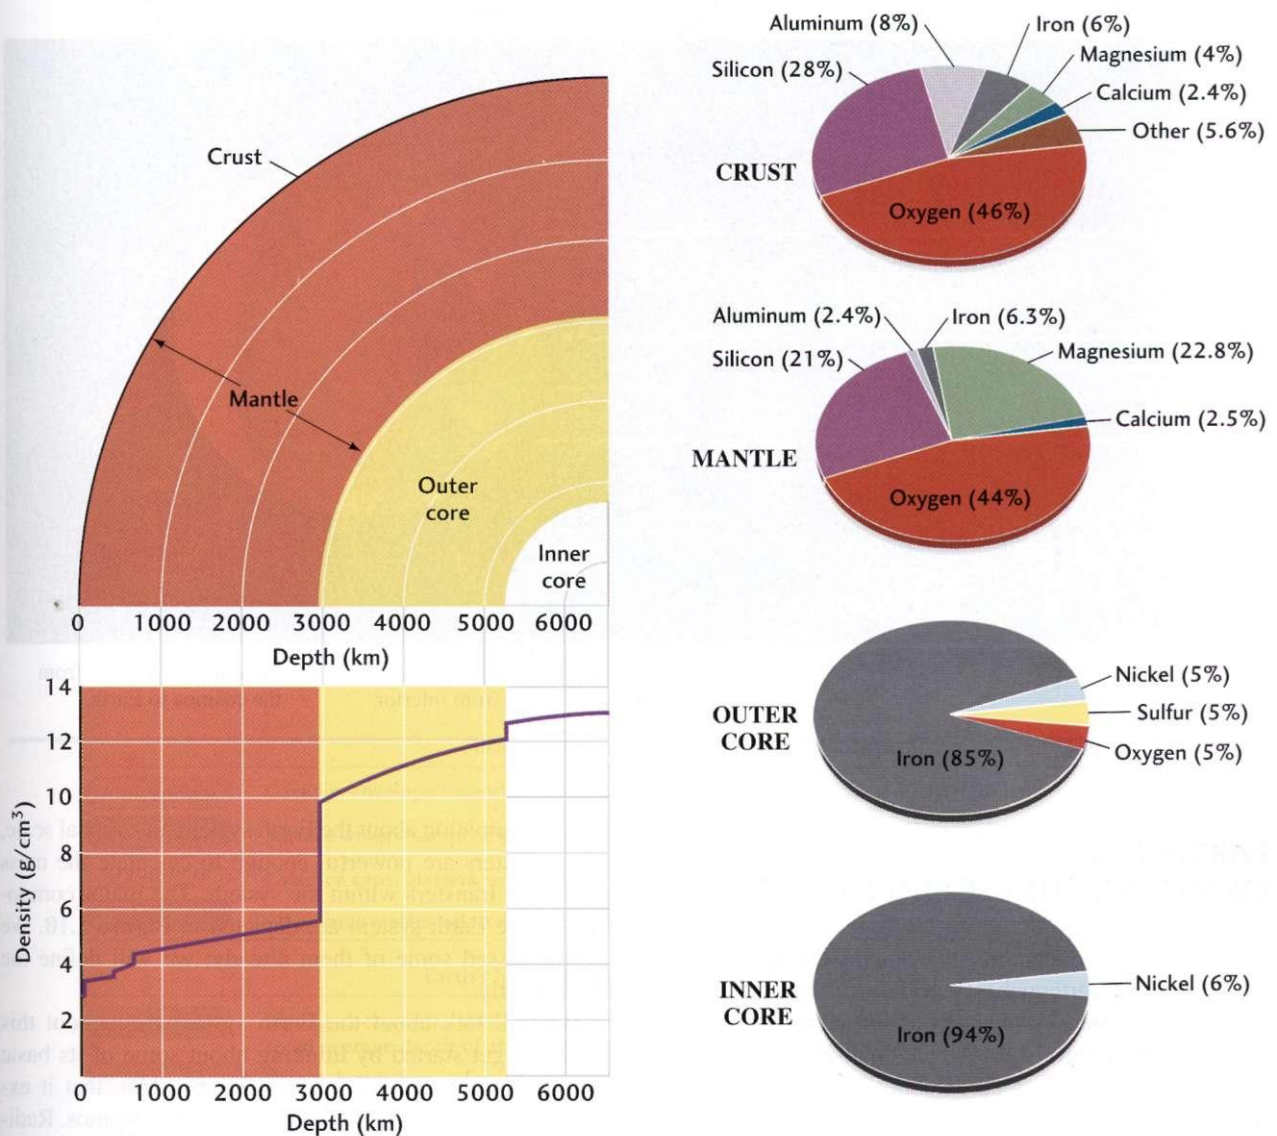 Crust
Mantle
Outer
core
Inner
core
0 1000 2000 3000 4000 5000 6000
Depth (km)
14
12
10
8
6
4
2
Density (g/cm³)
0 1000 2000 3000 4000 5000 6000
Depth (km)
Aluminum (8%)
Iron (6%)
Silicon (28%)
Magnesium (4%)
Calcium (2.4%)
Other (5.6%)
CRUST
Oxygen (46%)
Aluminum (2.4%)
Iron (6.3%)
Silicon (21%)
Magnesium (22.8%)
Calcium (2.5%)
MANTLE
Oxygen (44%)
Nickel (5%)
OUTER
CORE
Sulfur (5%)
Iron (85%)
Oxygen (5%)
INNER
CORE
Nickel (6%)
Iron (94%)